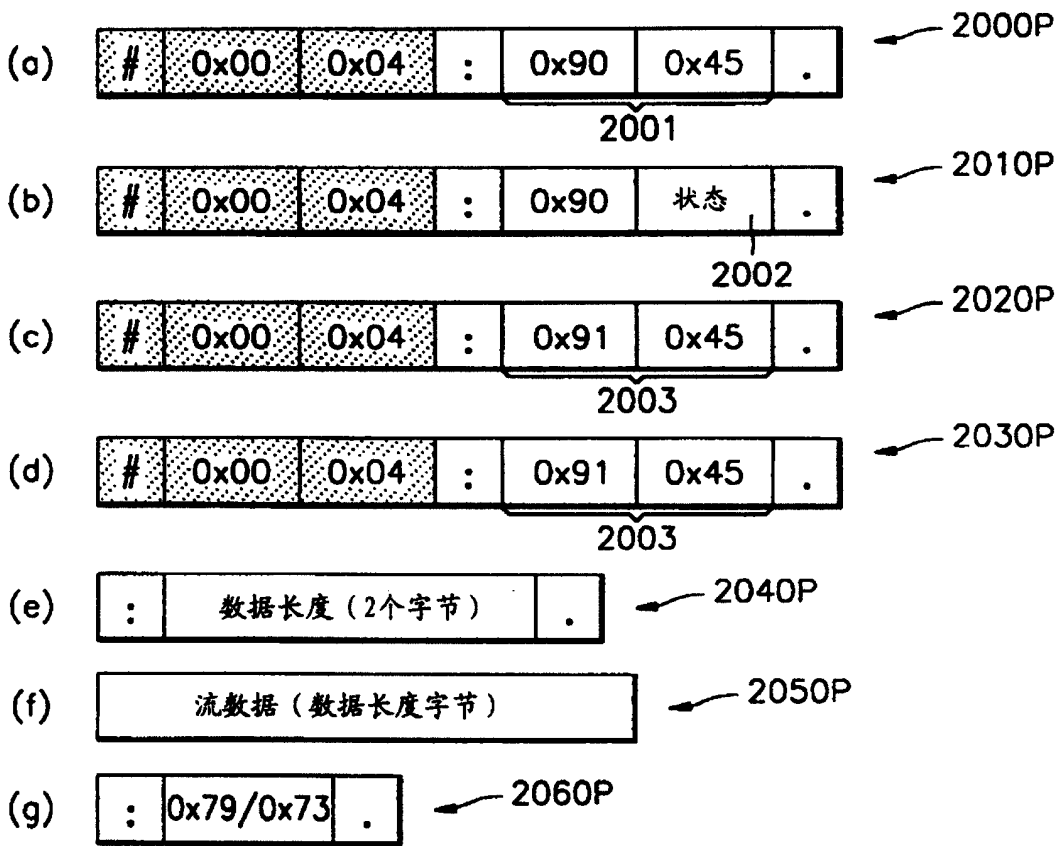 (a) # 0x00 0x04 : 0x90 0x45 . 2000P
2001
(b) # 0x00 0x04 : 0x90 状态 . 2010P
2002
(c) # 0x00 0x04 : 0x91 0x45 . 2020P
2003
(d) # 0x00 0x04 : 0x91 0x45 . 2030P
2003
(e) : 数据长度（2个字节） . 2040P
(f) 流数据（数据长度字节） 2050P
(g) : 0x79/0x73 . 2060P